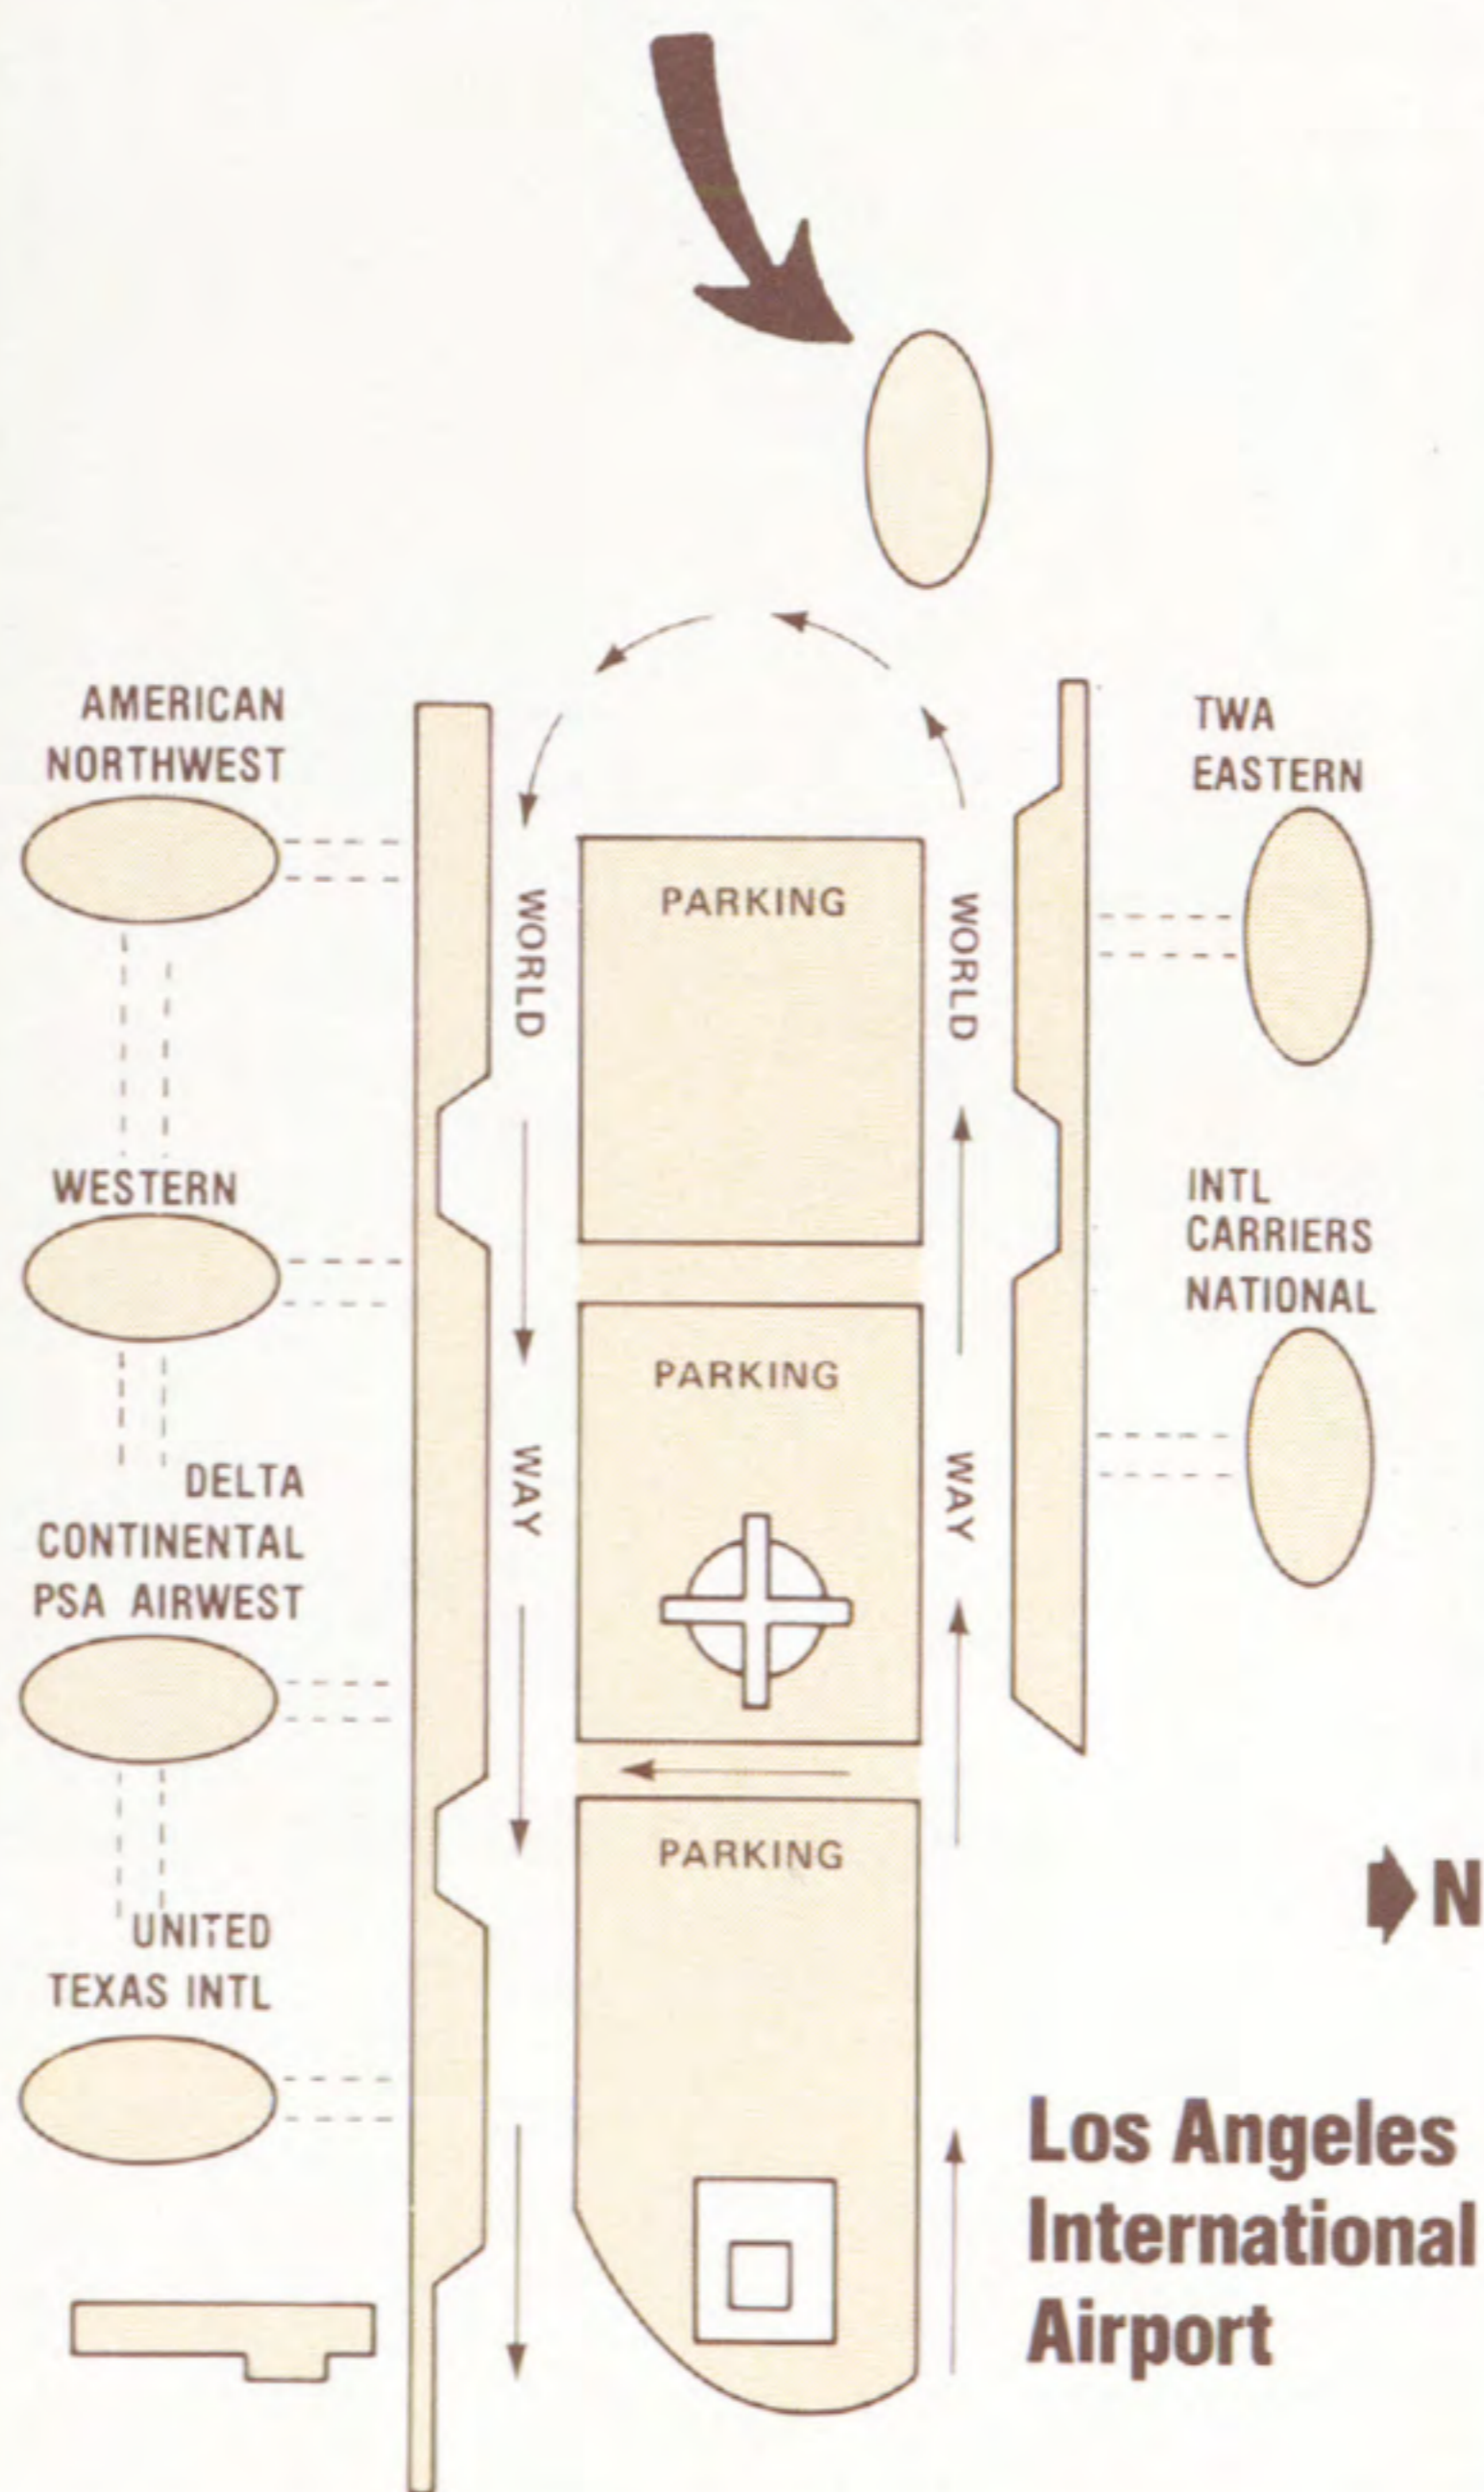 AMERICAN
NORTHWEST
TWA
EASTERN
PARKING
WORLD
WORLD
WESTERN
INTL
CARRIERS
NATIONAL
PARKING
WAY
WAY
DELTA
CONTINENTAL
PSA AIRWEST
PARKING
N
UNITED
TEXAS INTL
Los Angeles
International
Airport